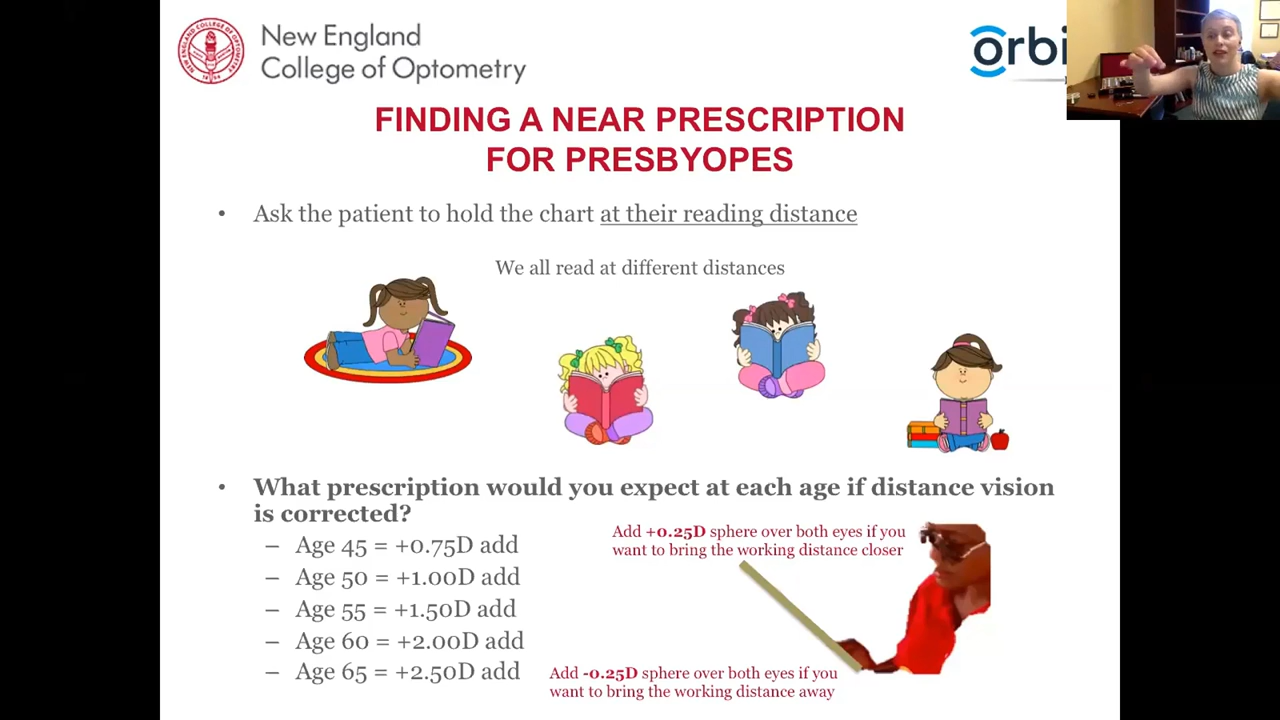 New England
College of Optometry
orbi
FINDING A NEAR PRESCRIPTION
FOR PRESBYOPES
• Ask the patient to hold the chart at their reading distance
We all read at different distances
• What prescription would you expect at each age if distance vision
is corrected?
– Age 45 = +0.75D add
– Age 50 = +1.00D add
– Age 55 = +1.50D add
– Age 60 = +2.00D add
– Age 65 = +2.50D add
Add +0.25D sphere over both eyes if you
want to bring the working distance closer
Add -0.25D sphere over both eyes if you
want to bring the working distance away